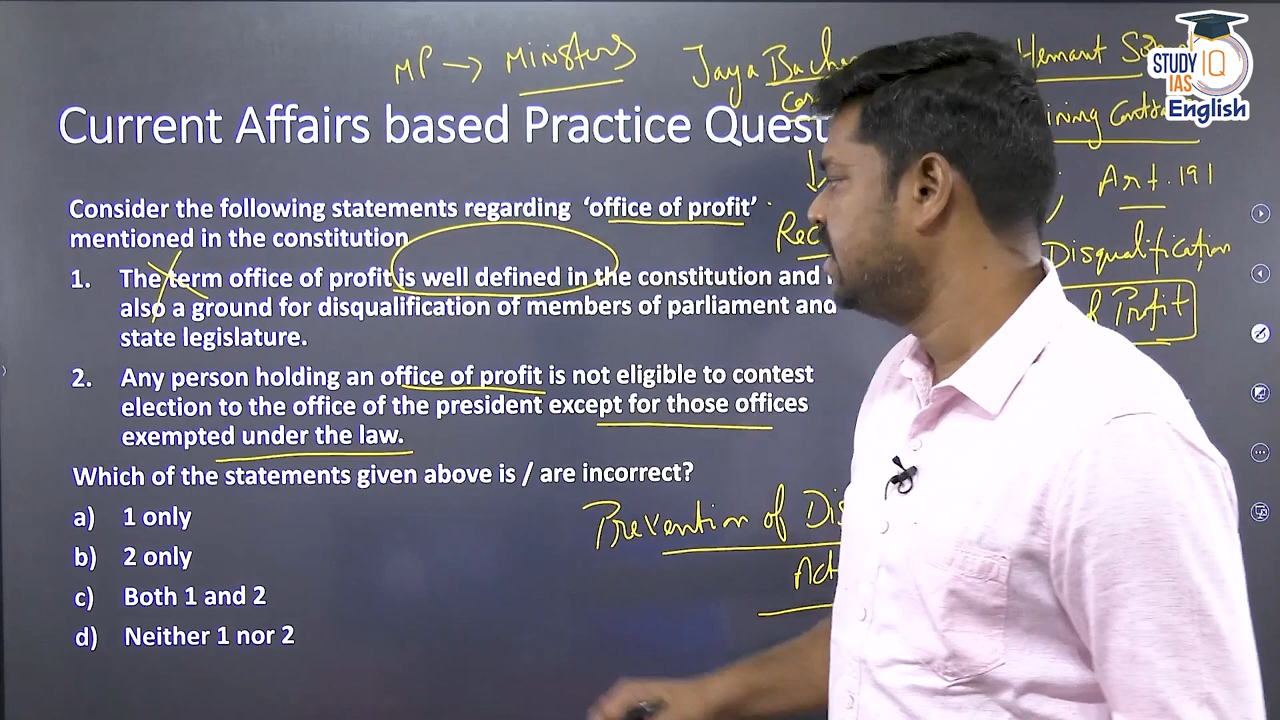 MP → Ministers
Jaya
Hemant
STUDY IQ
IAS
English
Current Affairs based Practice Quest
Art. 191
Consider the following statements regarding ‘office of profit’
mentioned in the constitution
Disqualification
1. The term office of profit is well defined in the constitution and
also a ground for disqualification of members of parliament and
state legislature.
Profit
2. Any person holding an office of profit is not eligible to contest
election to the office of the president except for those offices
exempted under the law.
Which of the statements given above is / are incorrect?
Prevention of
Act
a) 1 only
b) 2 only
c) Both 1 and 2
d) Neither 1 nor 2